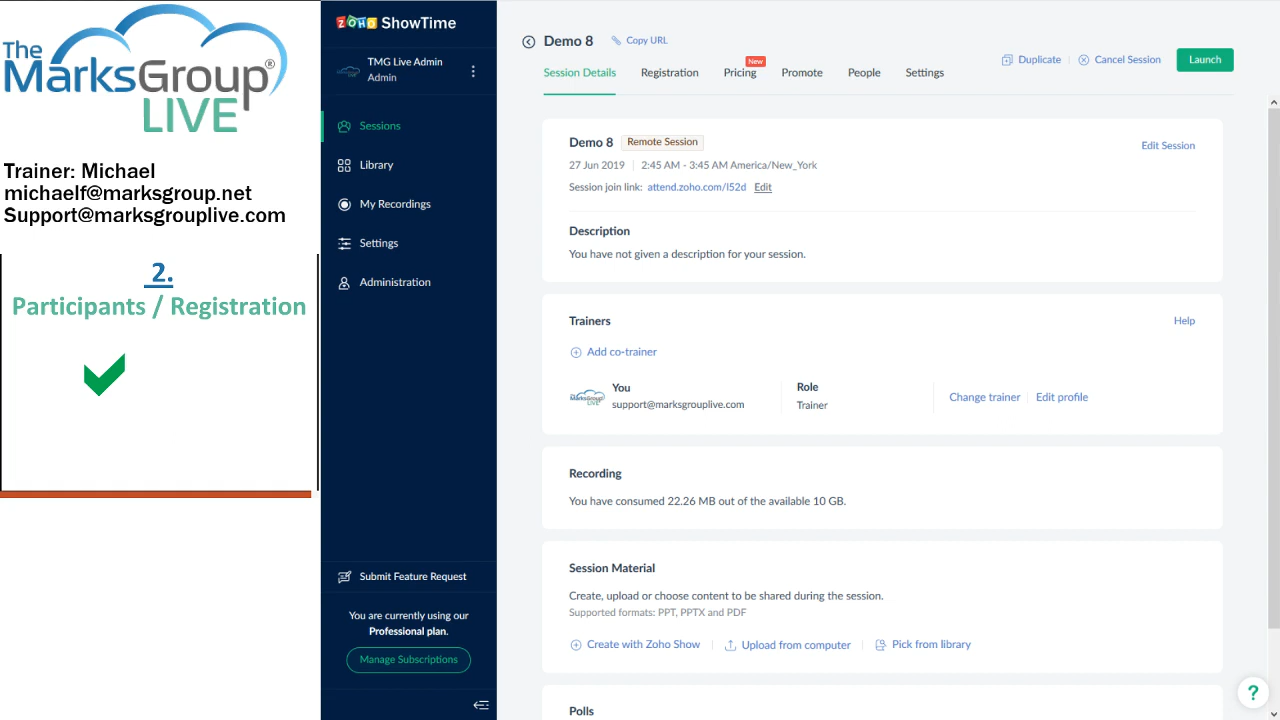 The
MarksGroup®
LIVE
Trainer: Michael
michaelf@marksgroup.net
Support@marksgrouplive.com
2.
Participants / Registration
ZOHO ShowTime
TMG Live Admin
Admin
Sessions
Library
My Recordings
Settings
Administration
Submit Feature Request
You are currently using our
Professional plan.
Manage Subscriptions
Demo 8 Copy URL
Duplicate Cancel Session Launch
New
Session Details Registration Pricing Promote People Settings
Demo 8 Remote Session
Edit Session
27 Jun 2019 2:45 AM - 3:45 AM America/New_York
Session join link: attend.zoho.com/l52d Edit
Description
You have not given a description for your session.
Trainers Help
Add co-trainer
You Role
support@marksgrouplive.com Trainer
Change trainer Edit profile
MarksGroup
LIVE
Recording
You have consumed 22.26 MB out of the available 10 GB.
Session Material
Create, upload or choose content to be shared during the session.
Supported formats: PPT, PPTX and PDF
Create with Zoho Show Upload from computer Pick from library
Polls
?